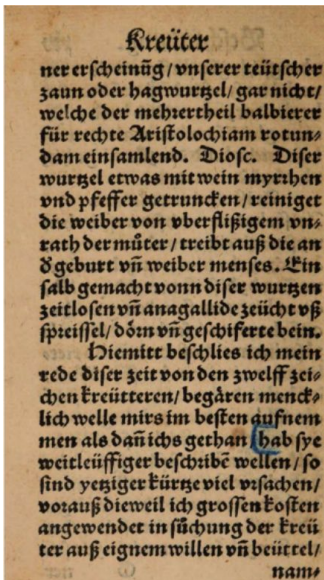 Kreüter
ner erscheinūg / vnserer teütscher
zaun oder hagwurtzel / gar nicht /
welche der mehrertheil balbierer
für rechte Aristolochiam rotun⸗
dam einsamlend. Diosc. Diser
wurtzel etwas mit wein myrrhen
vnd pfeffer getruncken / reiniget
die weiber von vberflißigem vn⸗
rath der můter / treibt auß die an
d̕ geburt vn̄ weiber menses. Ein
salb gemacht vonn diser wurtzen
zeitlosen vn̄ anagallide zeücht vß
spreissel / dörn vn̄ geschiferte bein.
Hiemitt beschlies ich mein
rede diser zeit von den zwelff zei⸗
chen kreütteren / begären menck⸗
lich welle mirs im besten aufnem
men als dan̄ ichs gethan hab sye
weitleüffiger beschribē wellen / so
sind yetziger kürtze viel vrsachen /
vorauß dieweil ich grossen kosten
angewendet in sůchung der kreü
ter auß eignem willen vn̄ beüttel /
nam⸗